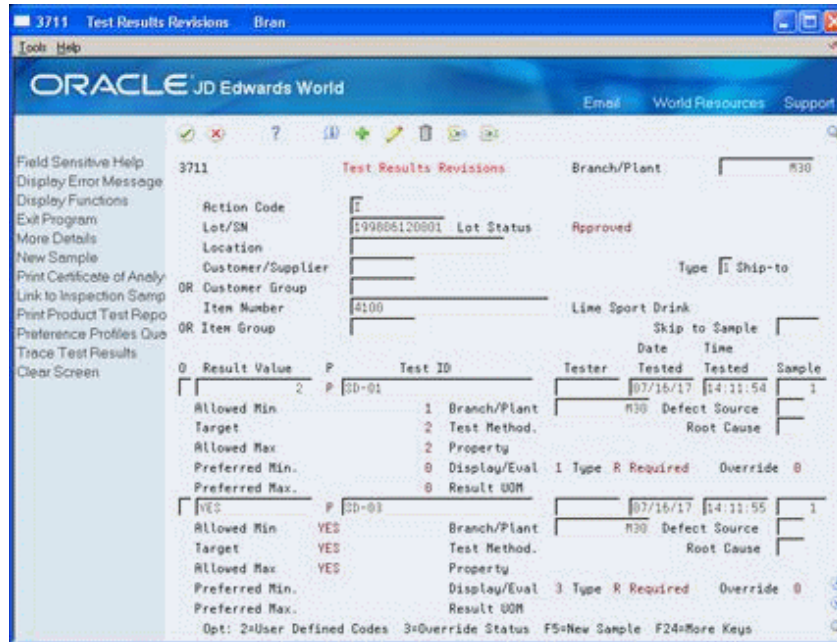 3711 Test Results Revisions Bran
Tools Help
ORACLE JD Edwards World
Email World Resources Support
Field Sensitive Help
Display Error Message
Display Functions
Exit Program
More Details
New Sample
Print Certificate of Analy
Link to Inspection Samp
Print Product Test Repo
Preference Profiles Que
Trace Test Results
Clear Screen
3711 Test Results Revisions Branch/Plant M30
Action Code I
Lot/SN 199806120801 Lot Status Approved
Location
Customer/Supplier Type 1 Ship-to
OR Customer Group
Item Number 4100 Lime Sport Drink
OR Item Group Skip to Sample
Date Time
O Result Value P Test ID Tester Tested Tested Sample
2 P SD-01 07/16/17 14:11:54 1
Allowed Min 1 Branch/Plant M30 Defect Source
Target 2 Test Method. Root Cause
Allowed Max 2 Property
Preferred Min. 0 Display/Eval 1 Type R Required Override 0
Preferred Max. 0 Result UOM
YES P SD-03 07/16/17 14:11:55 1
Allowed Min YES Branch/Plant M30 Defect Source
Target YES Test Method. Root Cause
Allowed Max YES Property
Preferred Min. Display/Eval 3 Type R Required Override 0
Preferred Max. Result UOM
Opt: 2=User Defined Codes 3=Override Status F5=New Sample F24=More Keys